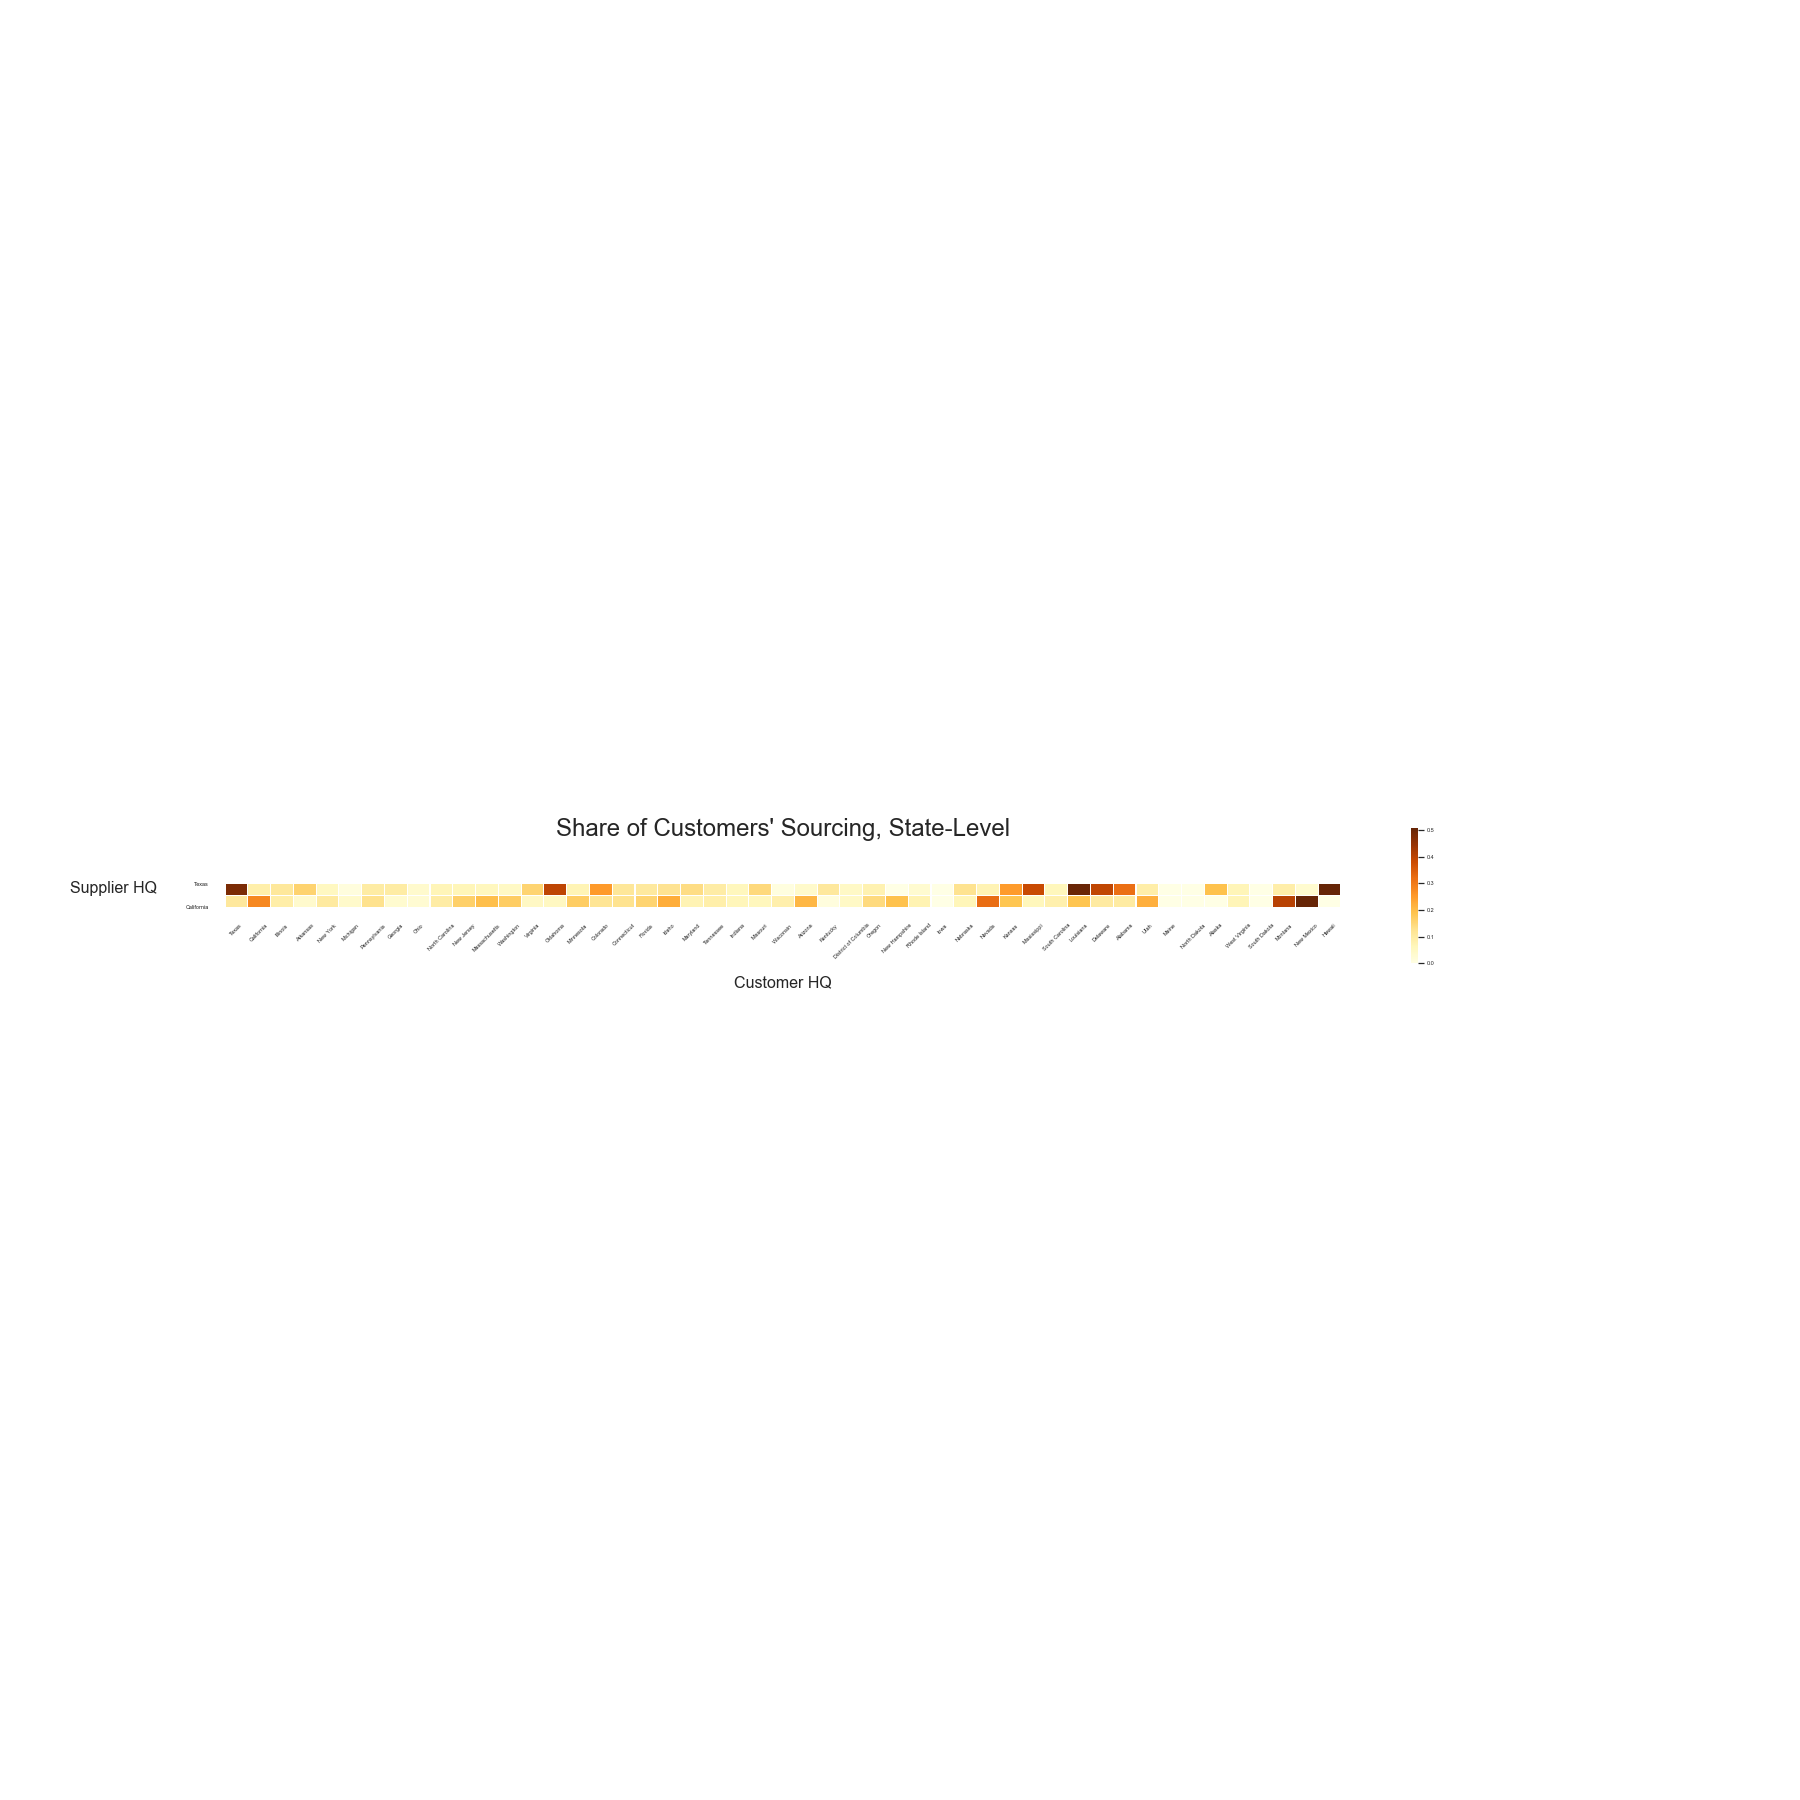 Share of Customers' Sourcing, State-Level
Supplier HQ
Texas
California
Texas
California
Illinois
Arkansas
New York
Michigan
Pennsylvania
Georgia
Ohio
North Carolina
New Jersey
Massachusetts
Washington
Virginia
Oklahoma
Minnesota
Colorado
Connecticut
Florida
Idaho
Maryland
Tennessee
Indiana
Missouri
Wisconsin
Arizona
Kentucky
District of Columbia
Oregon
New Hampshire
Rhode Island
Iowa
Nebraska
Nevada
Kansas
Mississippi
South Carolina
Louisiana
Delaware
Alabama
Utah
Maine
North Dakota
Alaska
West Virginia
South Dakota
Montana
New Mexico
Hawaii
Customer HQ
0.5
0.4
0.3
0.2
0.1
0.0